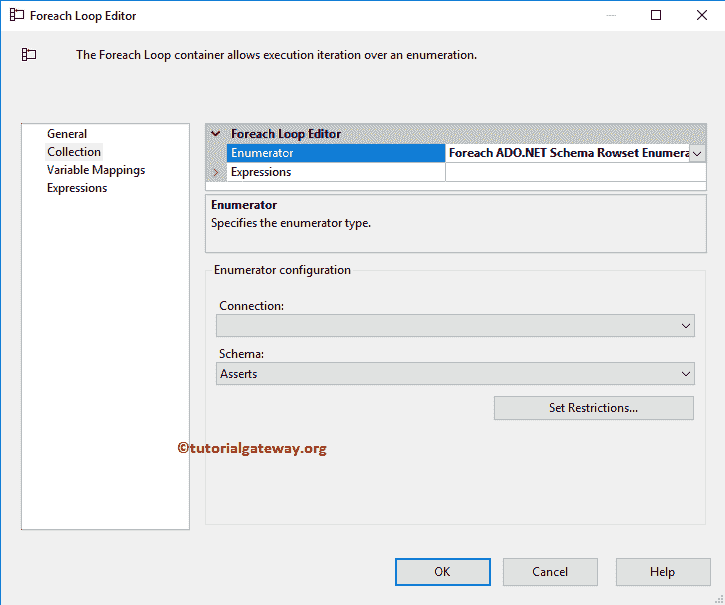 Foreach Loop Editor
The Foreach Loop container allows execution iteration over an enumeration.
General
Collection
Variable Mappings
Expressions
Foreach Loop Editor
Enumerator Foreach ADO.NET Schema Rowset Enumera
Expressions
Enumerator
Specifies the enumerator type.
Enumerator configuration
Connection:
Schema:
Asserts
Set Restrictions...
©tutorialgateway.org
OK Cancel Help